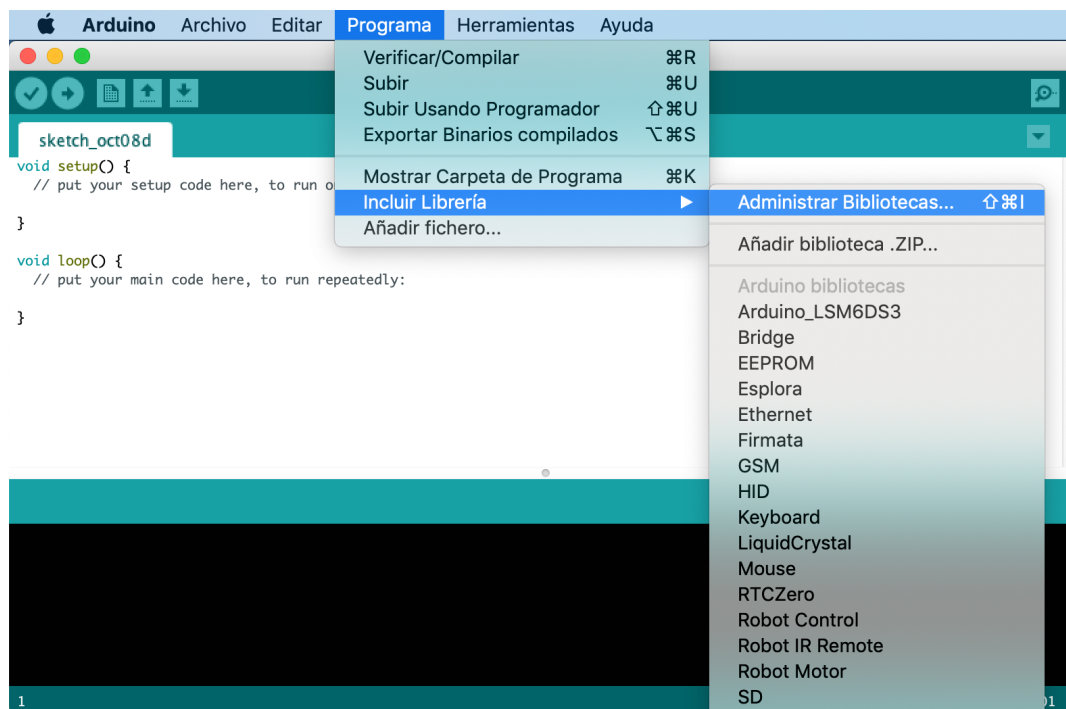 Arduino Archivo Editar Programa Herramientas Ayuda
Verificar/Compilar ⌘R
Subir ⌘U
Subir Usando Programador ⇧⌘U
Exportar Binarios compilados ⌥⌘S
Mostrar Carpeta de Programa ⌘K
Incluir Librería ▶
Añadir fichero...
sketch_oct08d
void setup() {
// put your setup code here, to run o
}
void loop() {
// put your main code here, to run repeatedly:
}
Administrar Bibliotecas... ⇧⌘I
Añadir biblioteca .ZIP...
Arduino bibliotecas
Arduino_LSM6DS3
Bridge
EEPROM
Esplora
Ethernet
Firmata
GSM
HID
Keyboard
LiquidCrystal
Mouse
RTCZero
Robot Control
Robot IR Remote
Robot Motor
SD
1